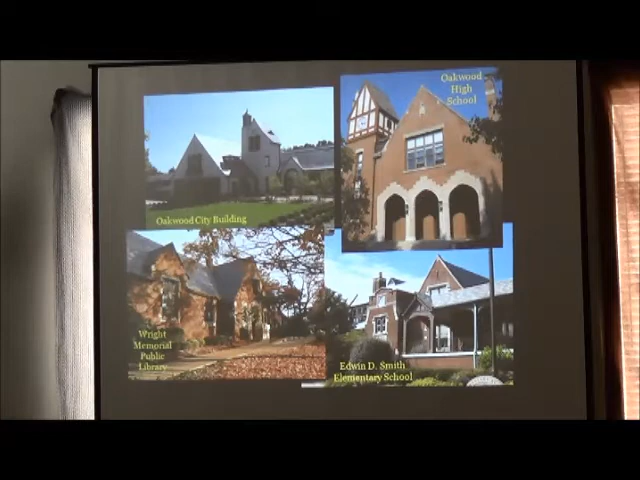 Oakwood
High
School
Oakwood City Building
Wright
Memorial
Public
Library
Edwin D. Smith
Elementary School